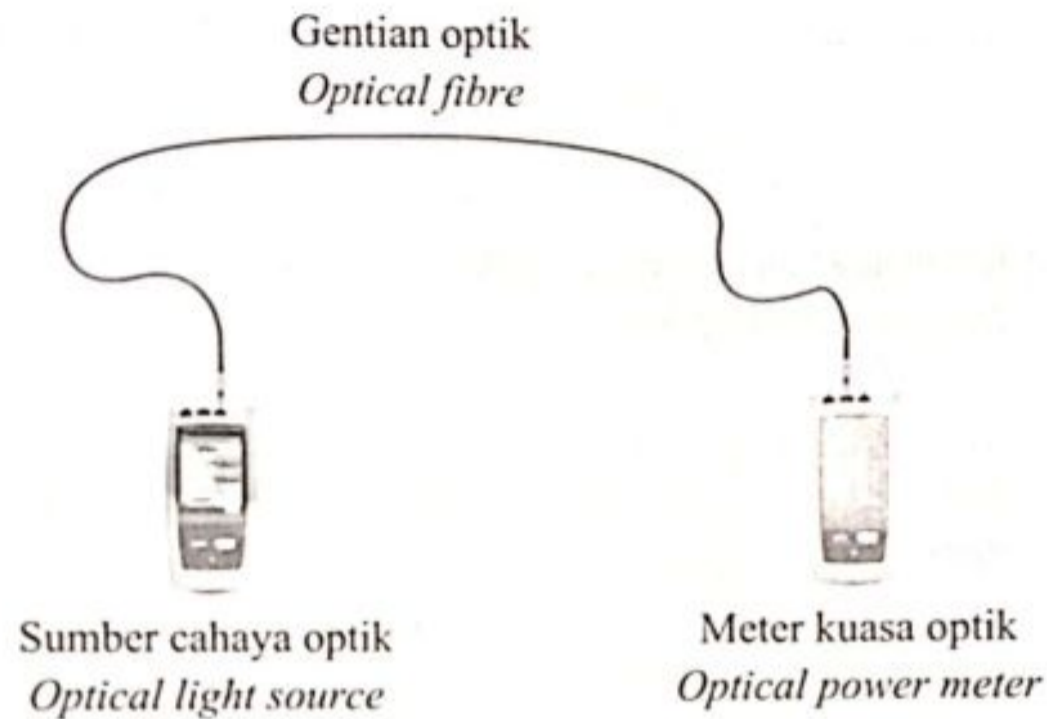 Gentian optik
Optical fibre
Sumber cahaya optik
Optical light source
Meter kuasa optik
Optical power meter